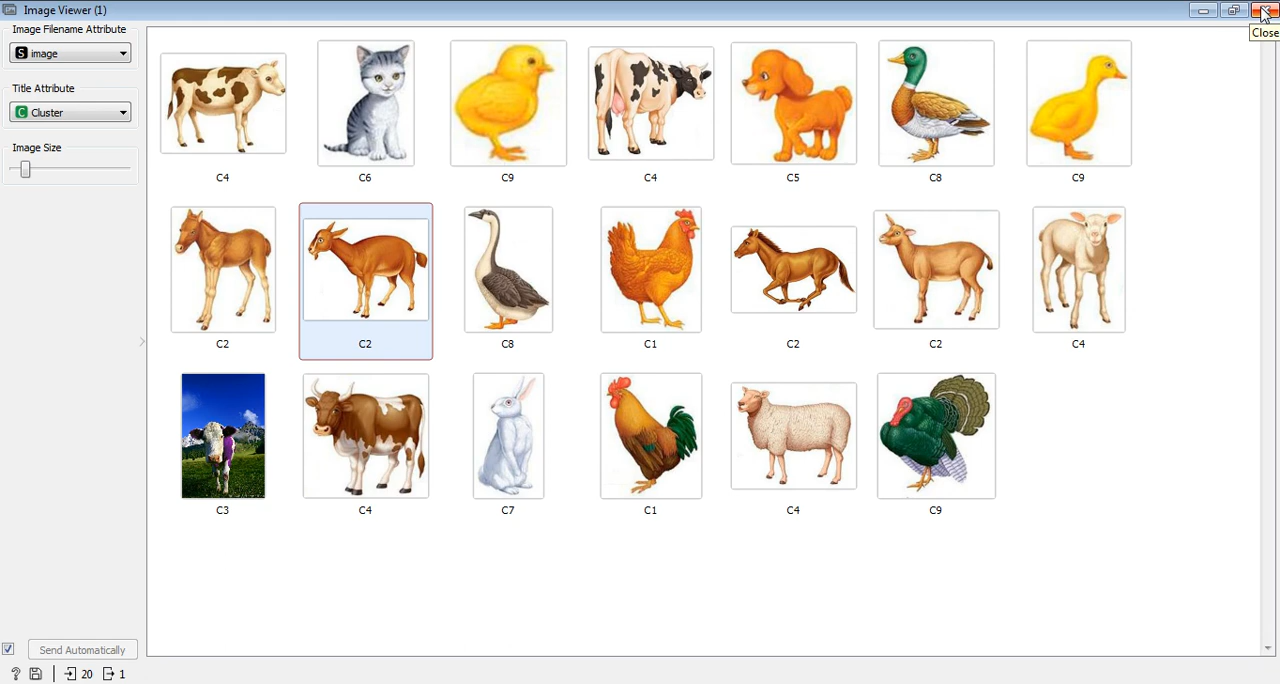 Image Viewer (1)
Close
Image Filename Attribute
S image
Title Attribute
C Cluster
Image Size
C4 C6 C9 C4 C5 C8 C9
C2 C2 C8 C1 C2 C2 C4
C3 C4 C7 C1 C4 C9
Send Automatically
? 20 1